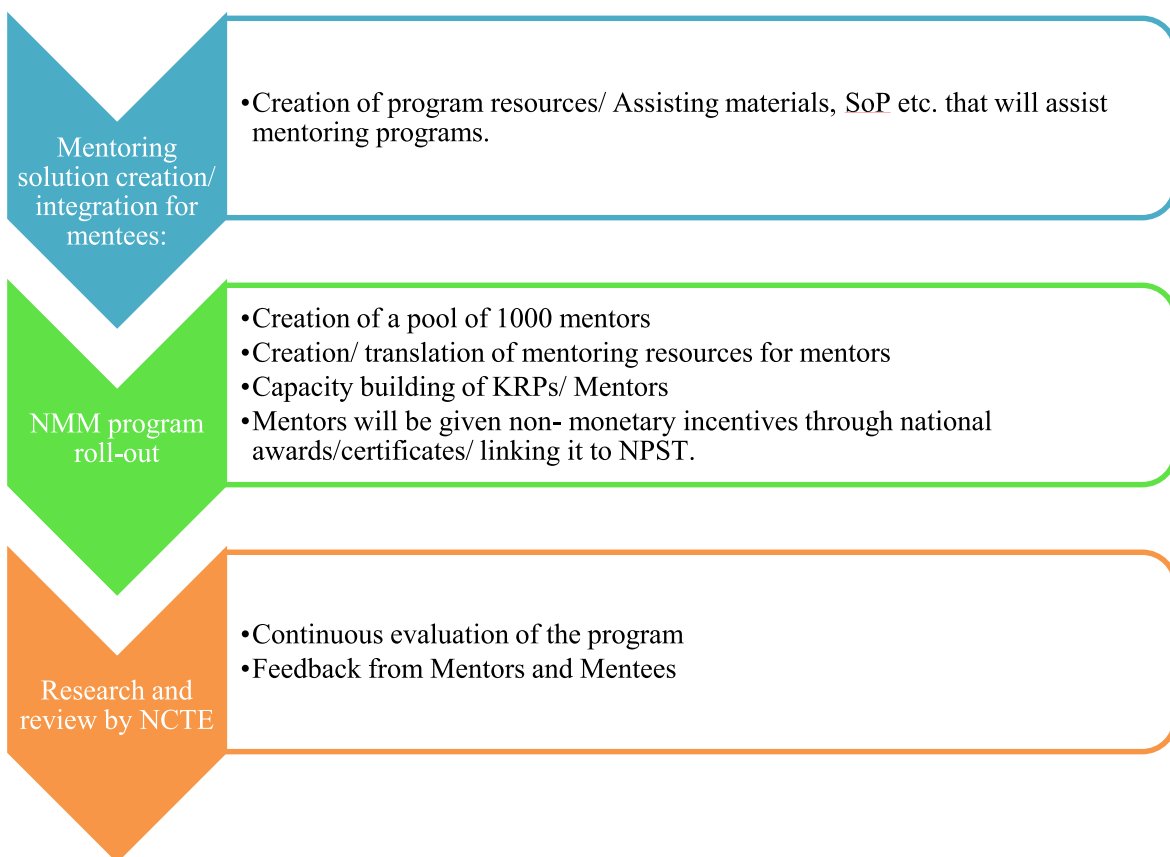 Mentoring
solution creation/
integration for
mentees:
•Creation of program resources/ Assisting materials, SoP etc. that will assist
mentoring programs.
NMM program
roll-out
•Creation of a pool of 1000 mentors
•Creation/ translation of mentoring resources for mentors
•Capacity building of KRPs/ Mentors
•Mentors will be given non- monetary incentives through national
awards/certificates/ linking it to NPST.
Research and
review by NCTE
•Continuous evaluation of the program
•Feedback from Mentors and Mentees